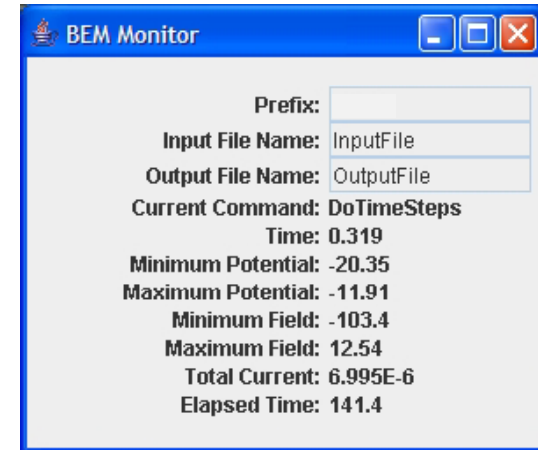 BEM Monitor
Prefix:
Input File Name: InputFile
Output File Name: OutputFile
Current Command: DoTimeSteps
Time: 0.319
Minimum Potential: -20.35
Maximum Potential: -11.91
Minimum Field: -103.4
Maximum Field: 12.54
Total Current: 6.995E-6
Elapsed Time: 141.4